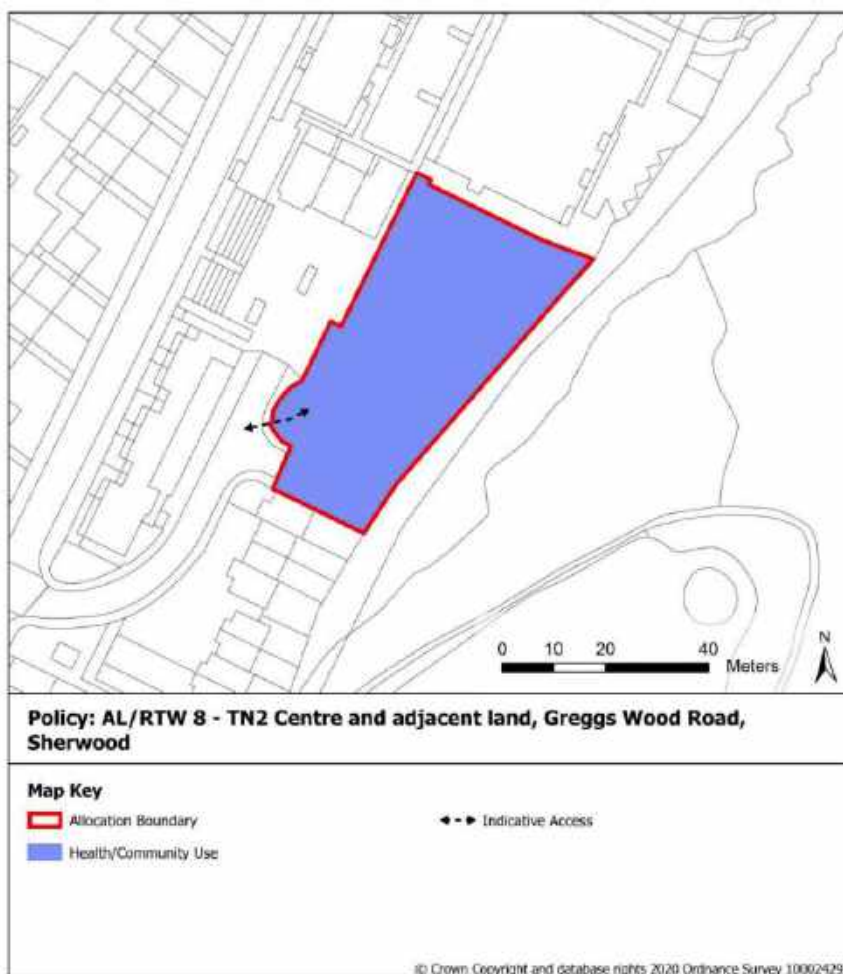 N
0 10 20 40
Meters
Policy: AL/RTW 8 - TN2 Centre and adjacent land, Greggs Wood Road,
Sherwood
Map Key
Allocation Boundary
Indicative Access
Health/Community Use
© Crown Copyright and database rights 2020 Ordnance Survey 10002429